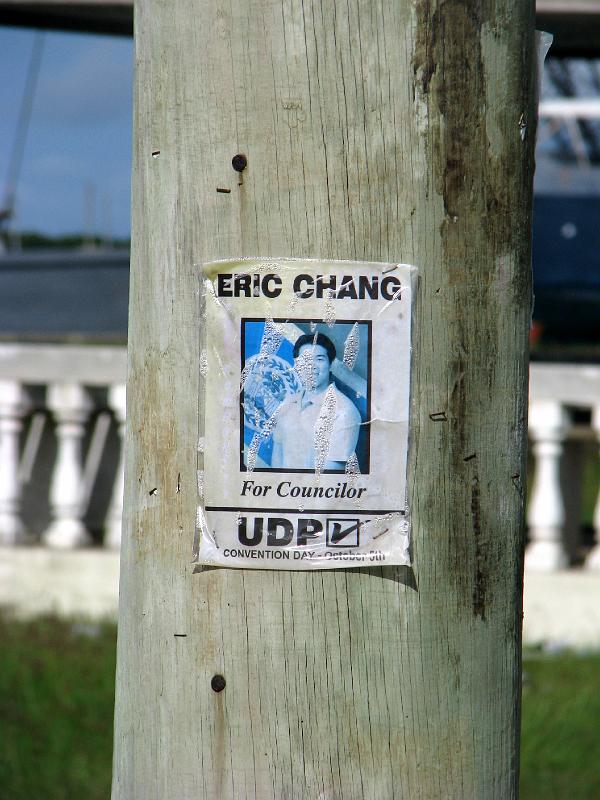 ERIC CHANG
For Councilor
UDP
CONVENTION DAY - October 5th